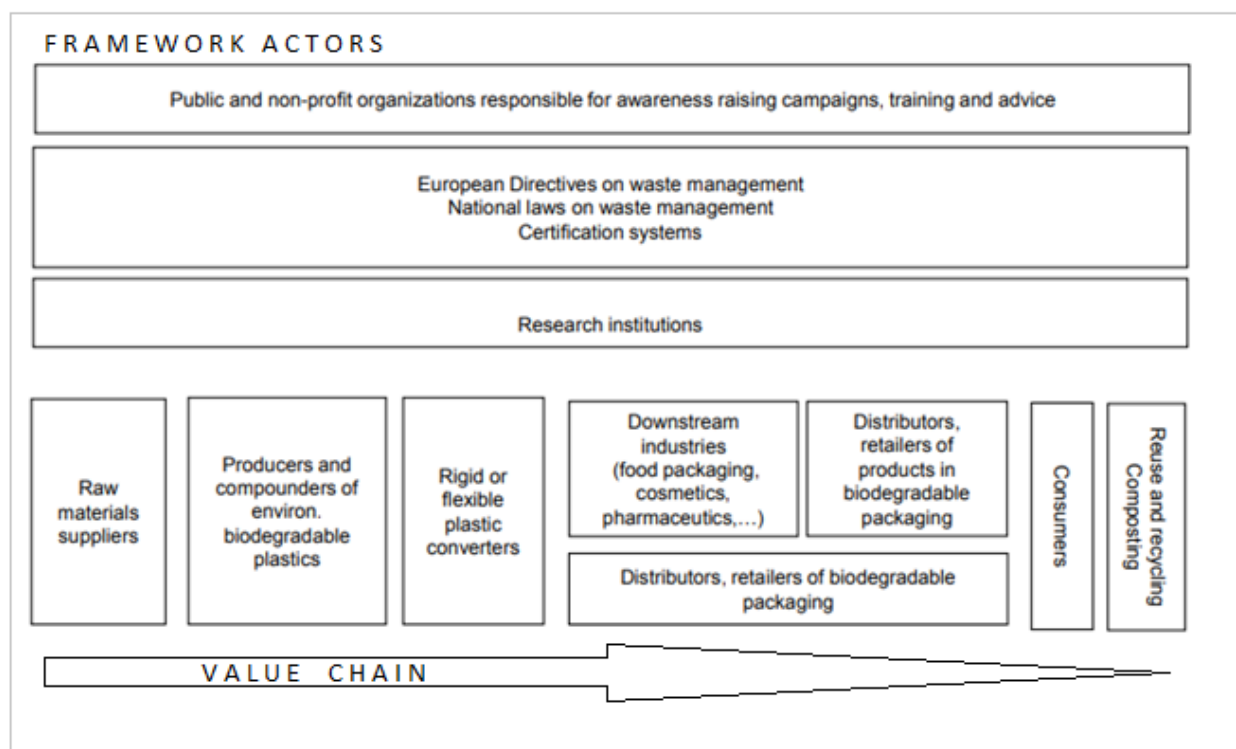 FRAMEWORK ACTORS
Public and non-profit organizations responsible for awareness raising campaigns, training and advice
European Directives on waste management
National laws on waste management
Certification systems
Research institutions
Raw
materials
suppliers
Producers and
compounders of
environ.
biodegradable
plastics
Rigid or
flexible
plastic
converters
Downstream
industries
(food packaging,
cosmetics,
pharmaceutics,…)
Distributors,
retailers of
products in
biodegradable
packaging
Distributors, retailers of biodegradable
packaging
Consumers
Reuse and recycling
Composting
VALUE CHAIN